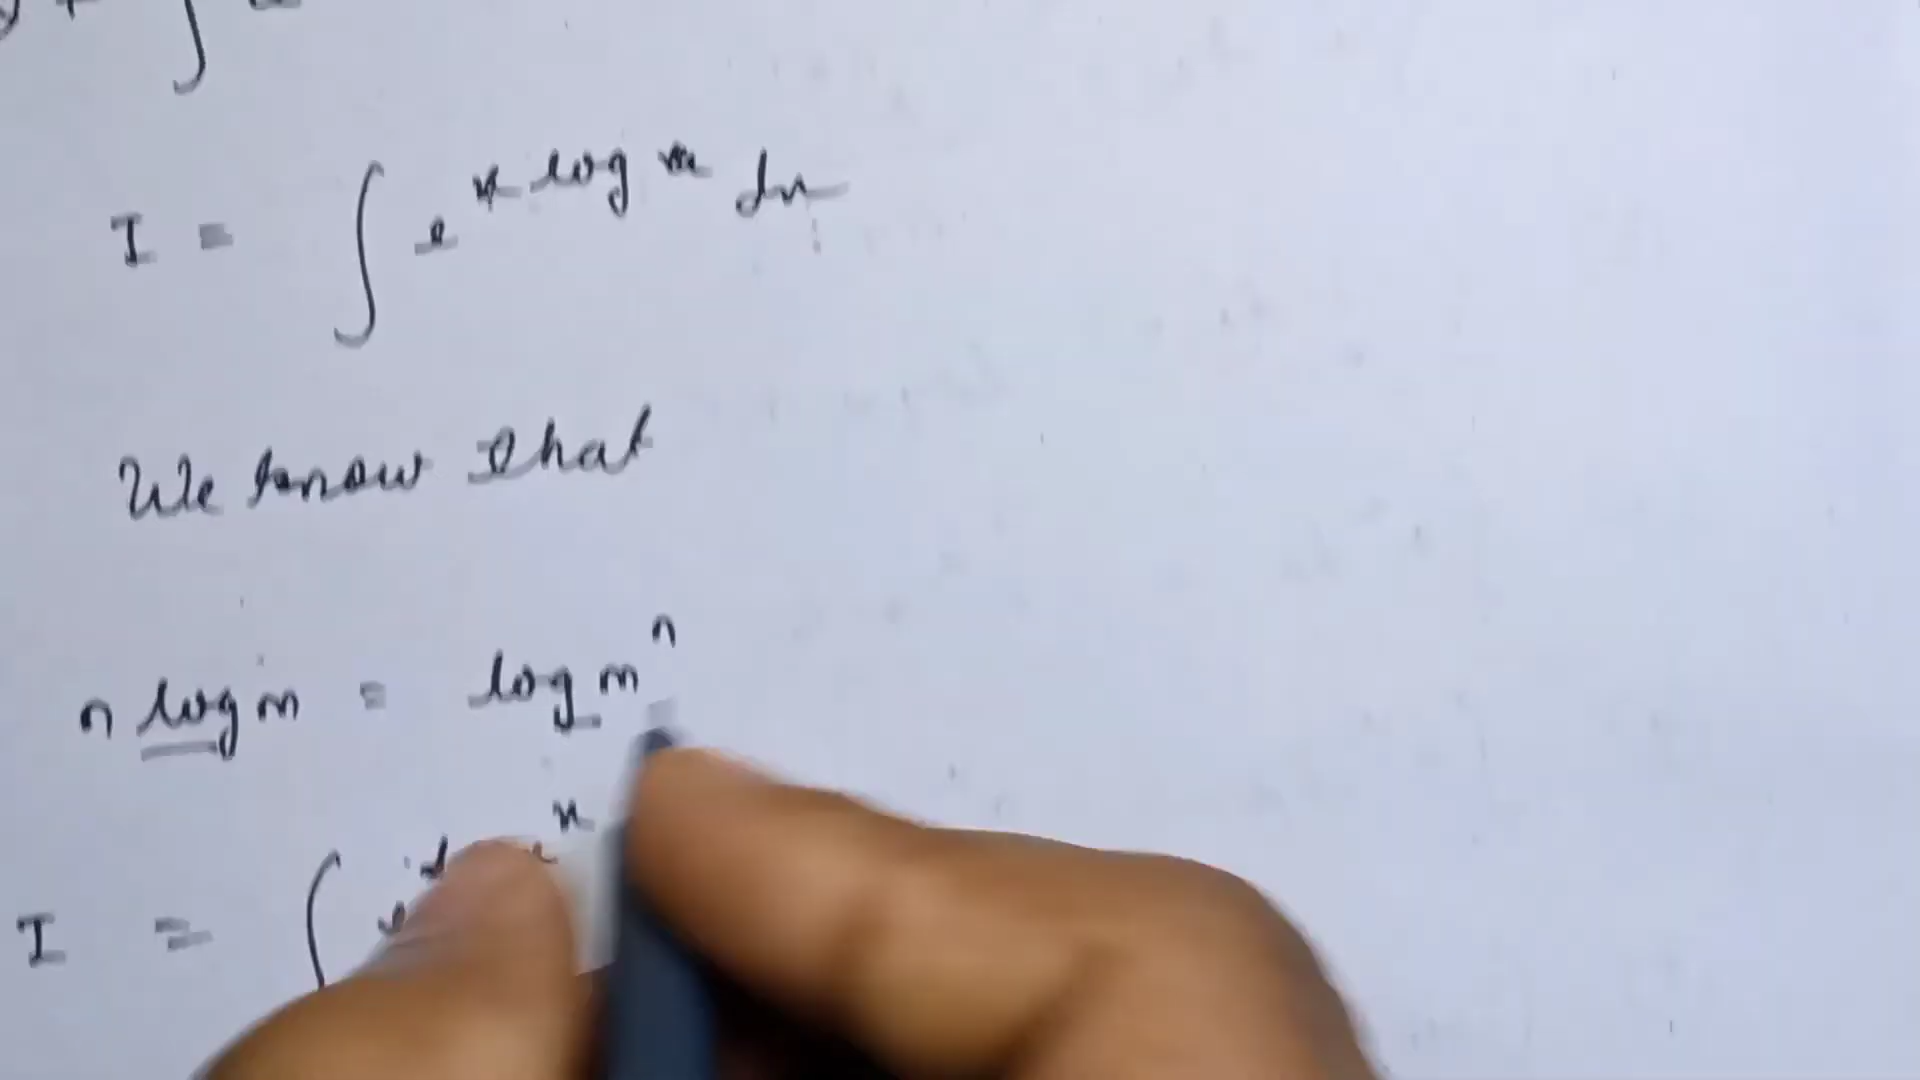 ∫
I = ∫ e^{x log x} dx
We know that
n log m = log m^n
I = ∫ e x